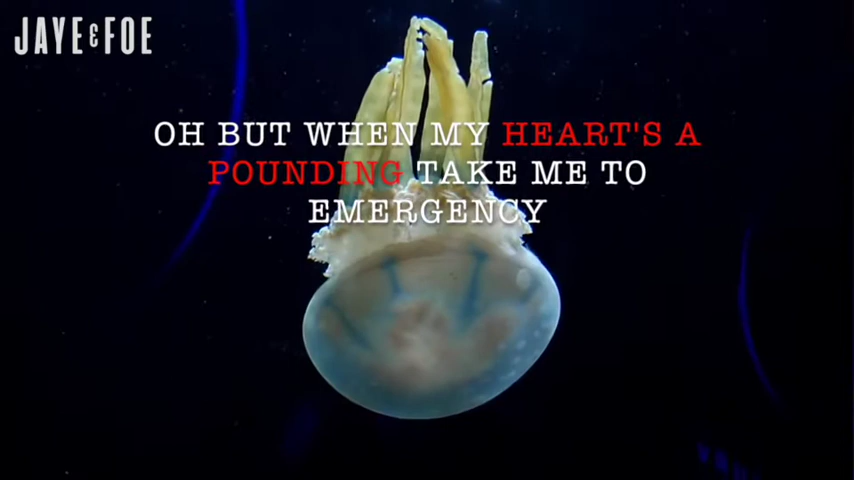 JAYE & FOE
OH BUT WHEN MY HEART'S A
POUNDING TAKE ME TO
EMERGENCY